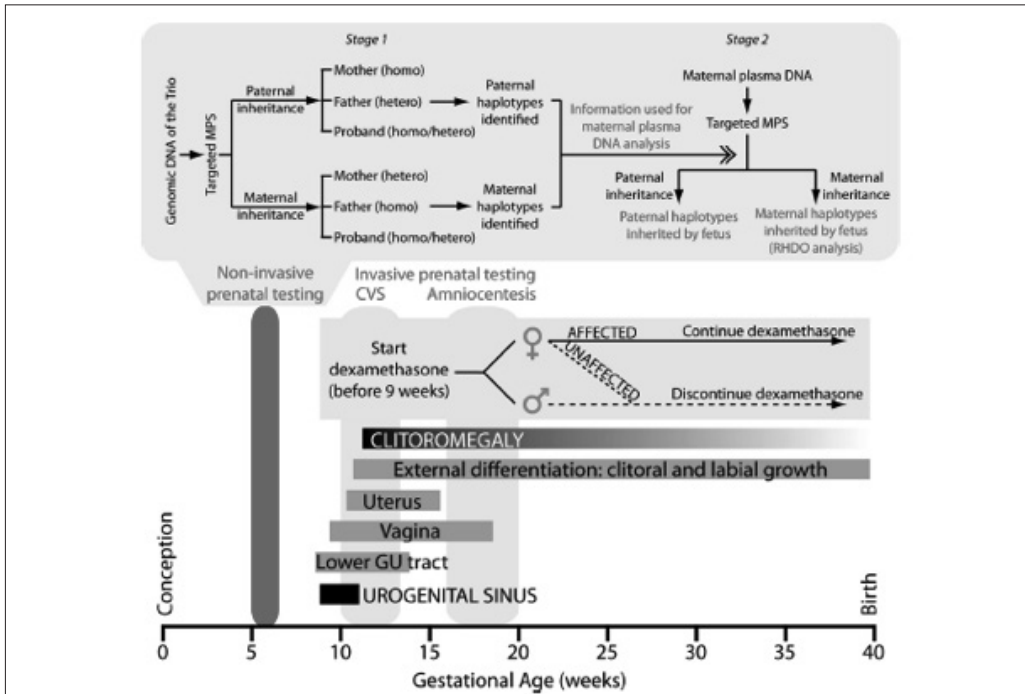 Stage 1
Stage 2
Genomic DNA of the Trio
Targeted MPS
Paternal
inheritance
Mother (homo)
Father (hetero)
Proband (homo/hetero)
Paternal
haplotypes
identified
Maternal
inheritance
Mother (hetero)
Father (homo)
Proband (homo/hetero)
Maternal
haplotypes
identified
Information used for
maternal plasma
DNA analysis
Maternal plasma DNA
Targeted MPS
Paternal
inheritance
Maternal
inheritance
Paternal haplotypes
inherited by fetus
Maternal haplotypes
inherited by fetus
(RHDO analysis)
Non-invasive
prenatal testing
Invasive prenatal testing
CVS Amniocentesis
Start
dexamethasone
(before 9 weeks)
♀
♂
AFFECTED
UNAFFECTED
Continue dexamethasone
Discontinue dexamethasone
CLITOROMEGALY
External differentiation: clitoral and labial growth
Uterus
Vagina
Lower GU tract
UROGENITAL SINUS
Conception
Birth
0 5 10 15 20 25 30 35 40
Gestational Age (weeks)